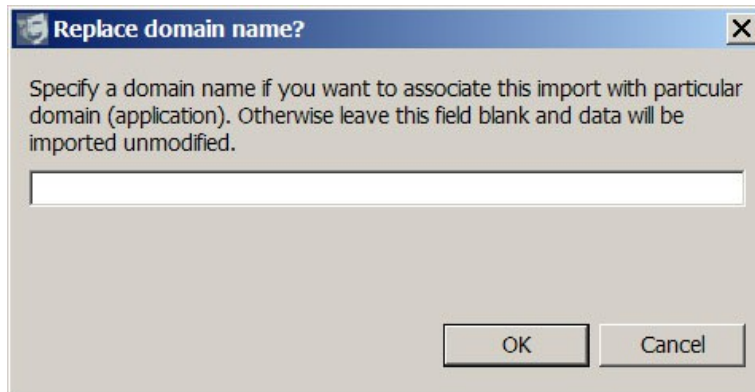 Replace domain name?
Specify a domain name if you want to associate this import with particular
domain (application). Otherwise leave this field blank and data will be
imported unmodified.
OK Cancel